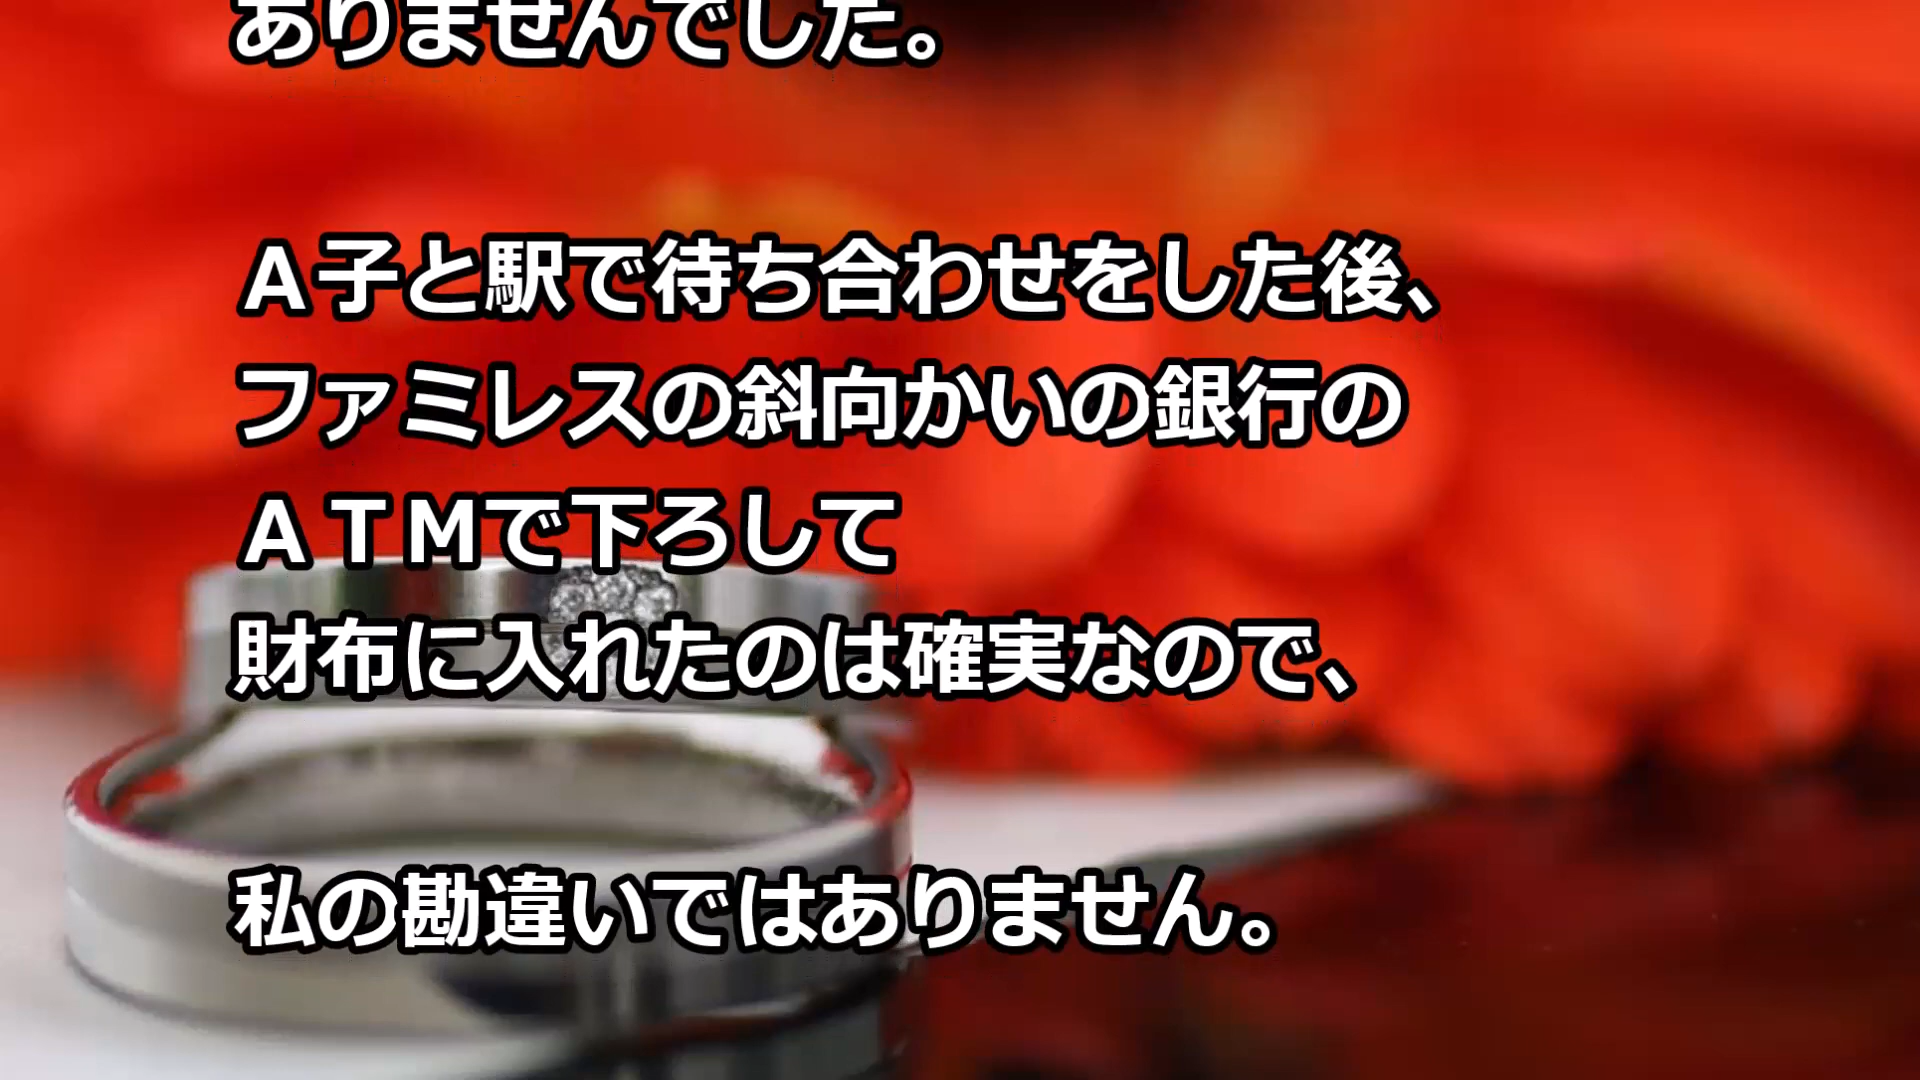 ありませんでした。
Ａ子と駅で待ち合わせをした後、
ファミレスの斜向かいの銀行の
ＡＴＭで下ろして
財布に入れたのは確実なので、
私の勘違いではありません。